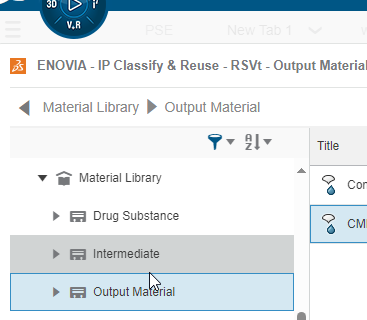 3D
i'
V.R
PSE
New Tab 1
ENOVIA - IP Classify & Reuse - RSVt - Output Material
Material Library Output Material
Title
Material Library
Drug Substance
Intermediate
Output Material